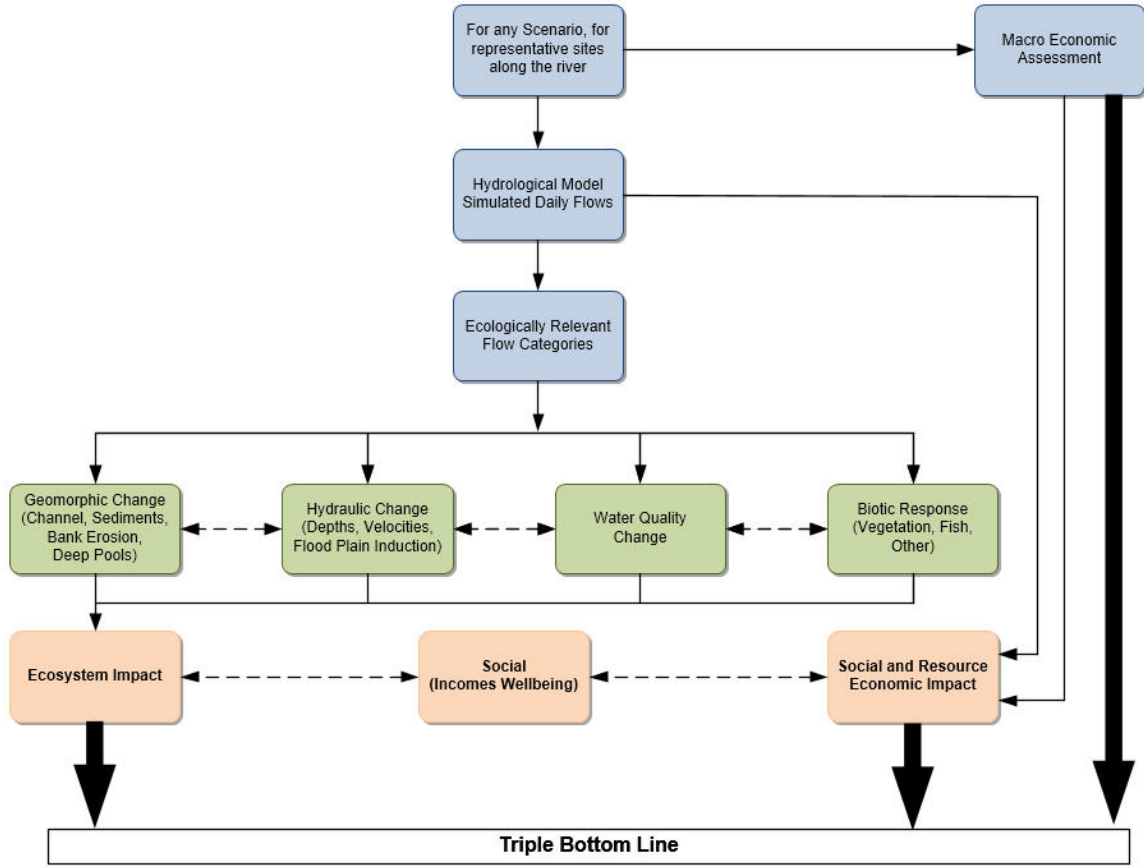 For any Scenario, for
representative sites
along the river
Macro Economic
Assessment
Hydrological Model
Simulated Daily Flows
Ecologically Relevant
Flow Categories
Geomorphic Change
(Channel, Sediments,
Bank Erosion,
Deep Pools)
Hydraulic Change
(Depths, Velocities,
Flood Plain Induction)
Water Quality
Change
Biotic Response
(Vegetation, Fish,
Other)
Ecosystem Impact
Social
(Incomes Wellbeing)
Social and Resource
Economic Impact
Triple Bottom Line